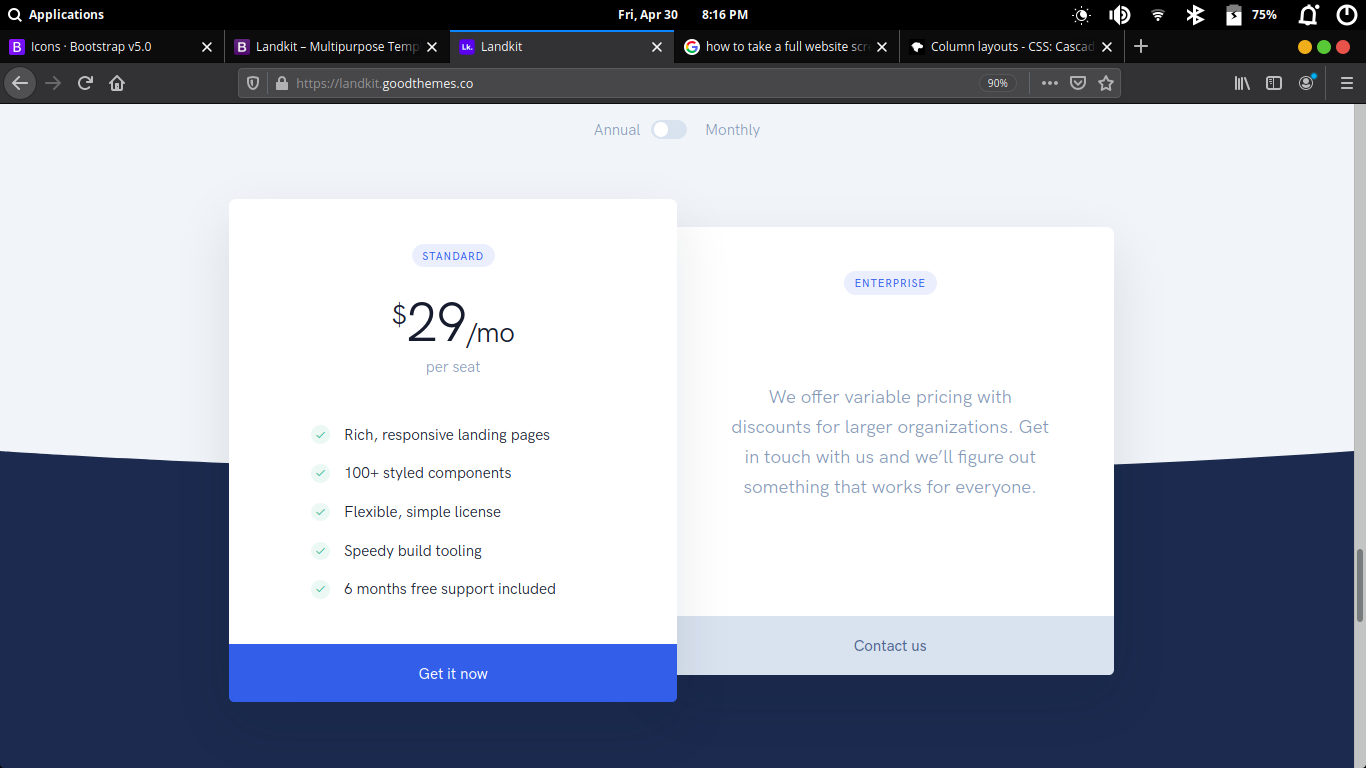 Applications
Fri, Apr 30 8:16 PM
75%
Icons · Bootstrap v5.0
Landkit – Multipurpose Temp
Lk. Landkit
how to take a full website scr
Column layouts - CSS: Cascad
https://landkit.goodthemes.co
90%
Annual Monthly
STANDARD
$29/mo
per seat
Rich, responsive landing pages
100+ styled components
Flexible, simple license
Speedy build tooling
6 months free support included
Get it now
ENTERPRISE
We offer variable pricing with
discounts for larger organizations. Get
in touch with us and we’ll figure out
something that works for everyone.
Contact us